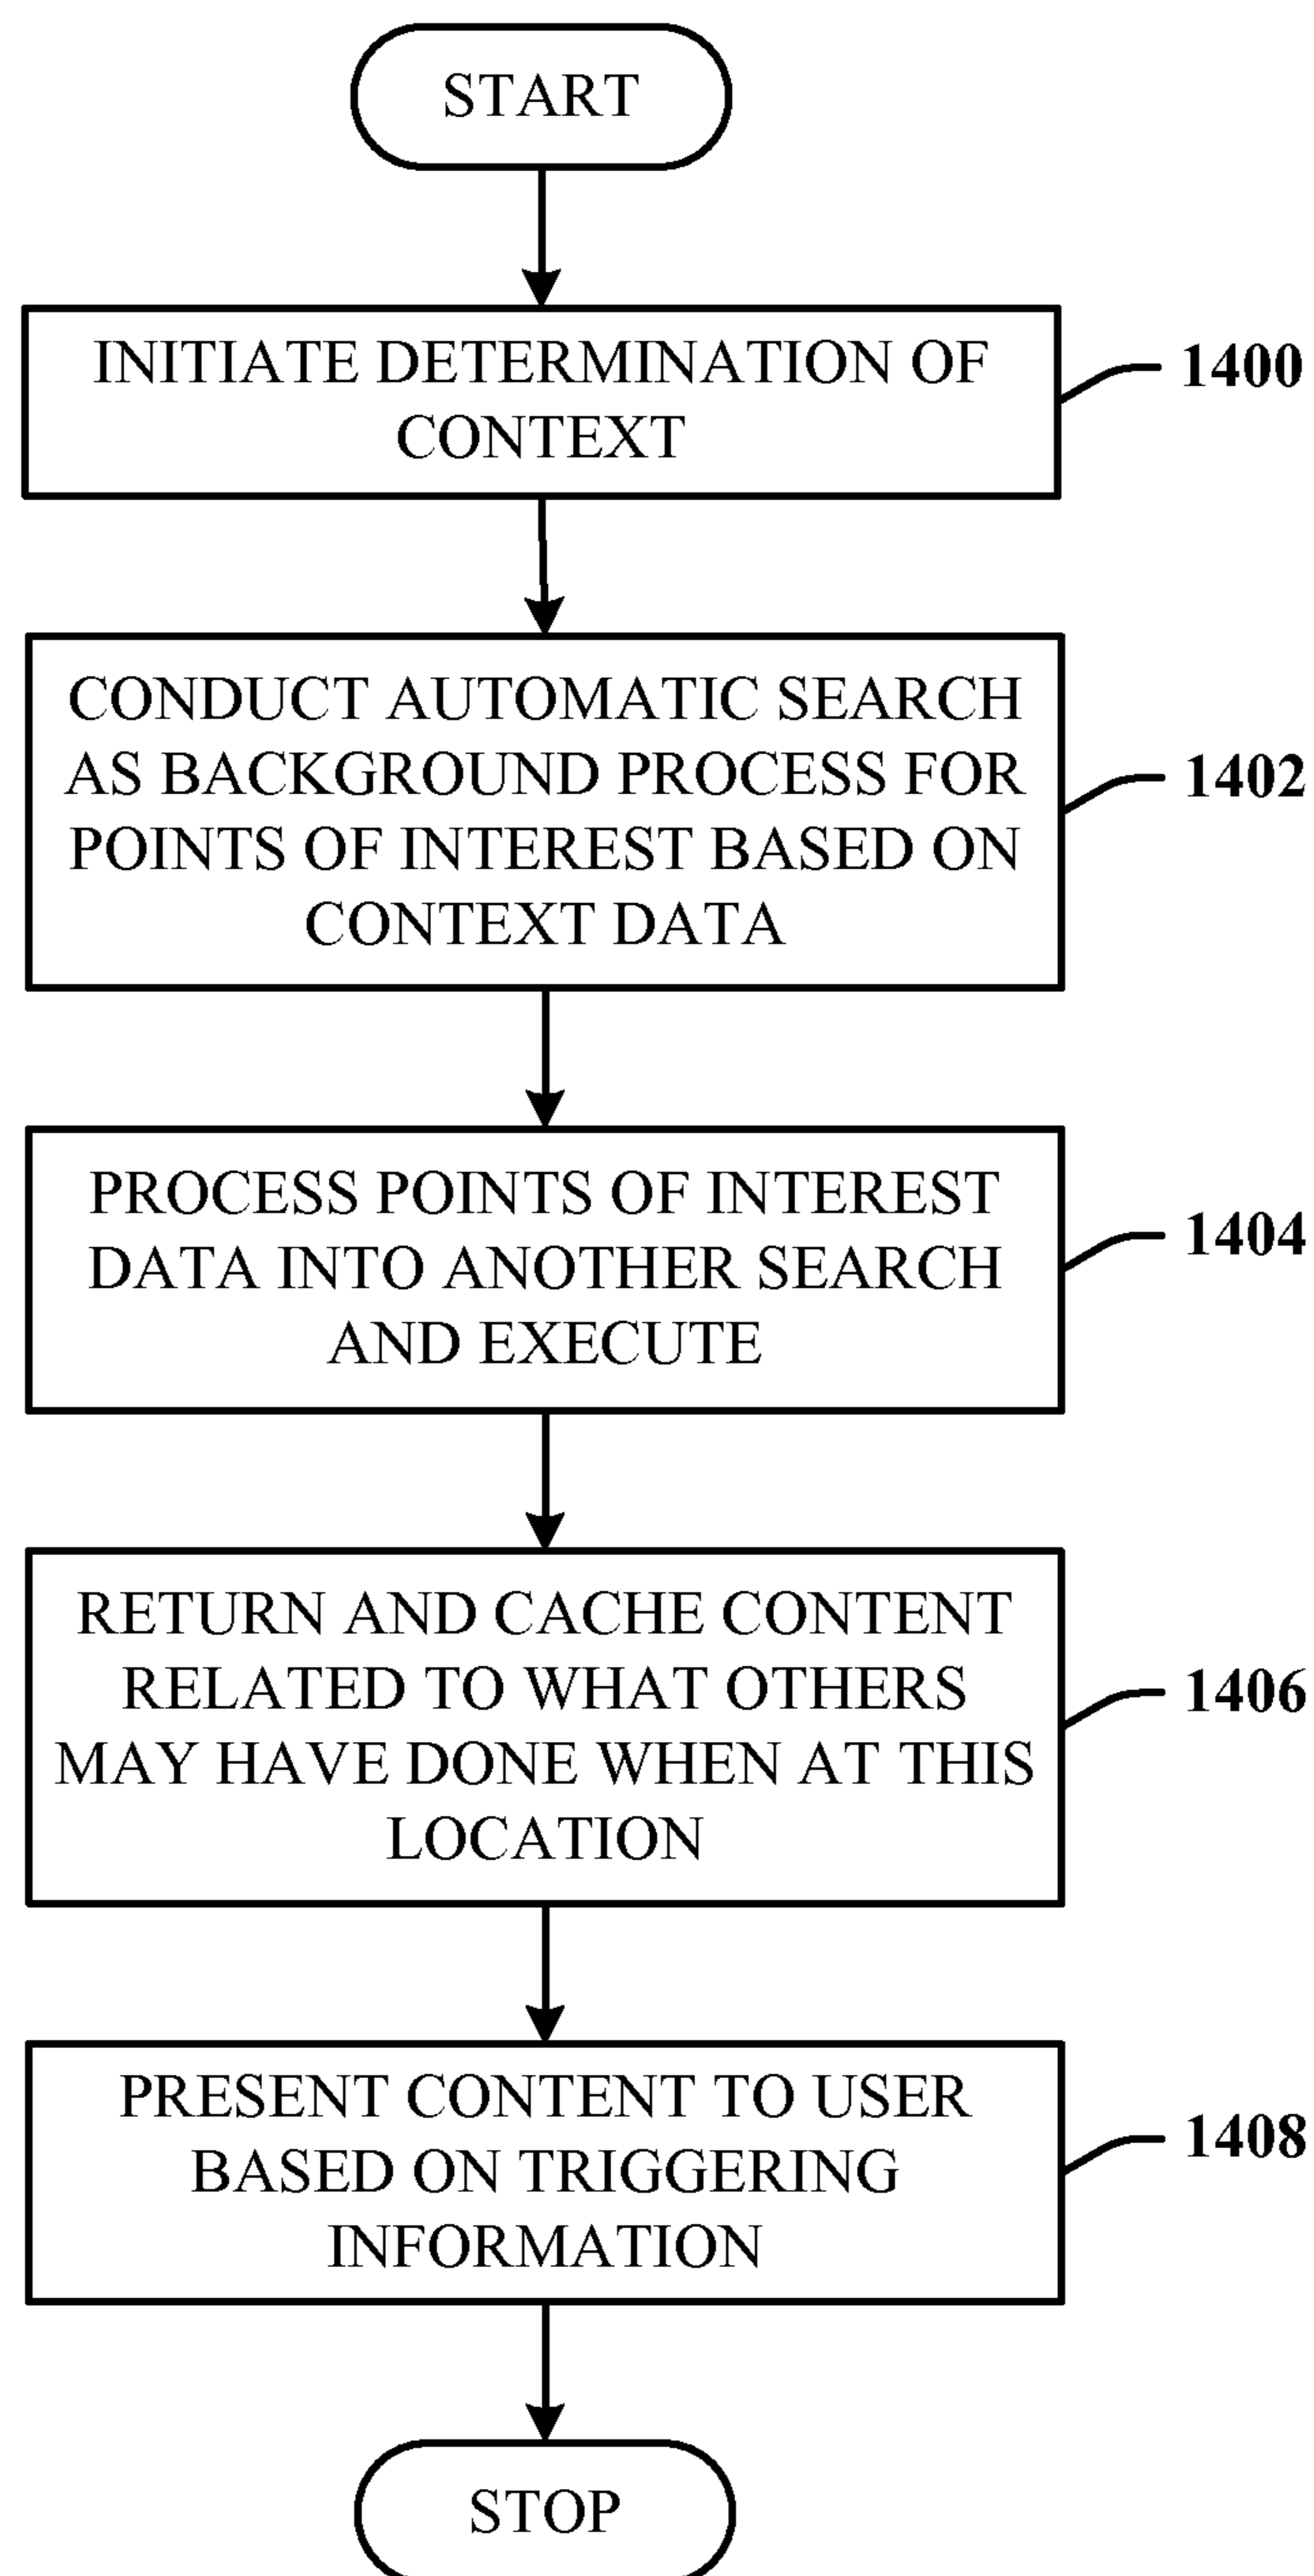 START
INITIATE DETERMINATION OF
CONTEXT
1400
CONDUCT AUTOMATIC SEARCH
AS BACKGROUND PROCESS FOR
POINTS OF INTEREST BASED ON
CONTEXT DATA
1402
PROCESS POINTS OF INTEREST
DATA INTO ANOTHER SEARCH
AND EXECUTE
1404
RETURN AND CACHE CONTENT
RELATED TO WHAT OTHERS
MAY HAVE DONE WHEN AT THIS
LOCATION
1406
PRESENT CONTENT TO USER
BASED ON TRIGGERING
INFORMATION
1408
STOP